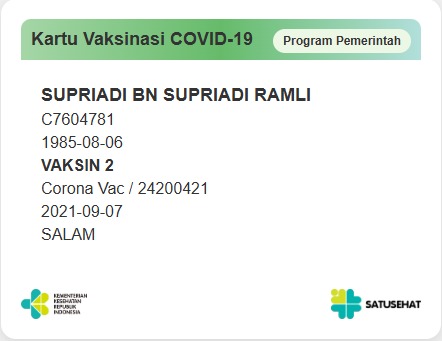 Kartu Vaksinasi COVID-19
Program Pemerintah
SUPRIADI BN SUPRIADI RAMLI
C7604781
1985-08-06
VAKSIN 2
Corona Vac / 24200421
2021-09-07
SALAM
KEMENTERIAN
KESEHATAN
REPUBLIK
INDONESIA
SATUSEHAT